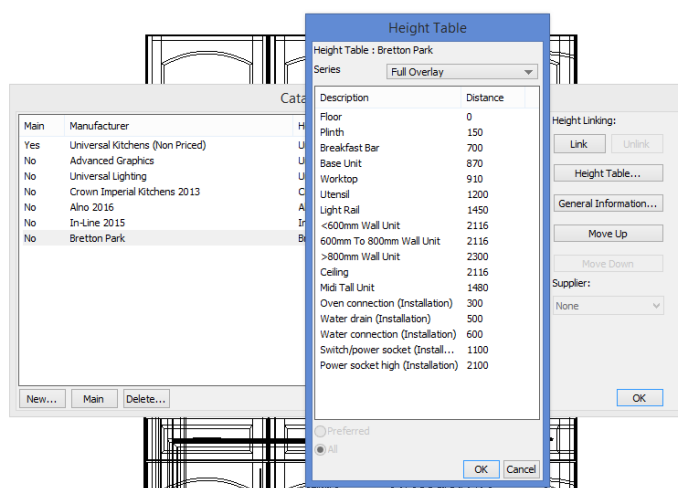 Height Table
Height Table : Bretton Park
Series Full Overlay
Description Distance
Floor 0
Plinth 150
Breakfast Bar 700
Base Unit 870
Worktop 910
Utensil 1200
Light Rail 1450
<600mm Wall Unit 2116
600mm To 800mm Wall Unit 2116
>800mm Wall Unit 2300
Ceiling 2116
Midi Tall Unit 1480
Oven connection (Installation) 300
Water drain (Installation) 500
Water connection (Installation) 600
Switch/power socket (Install... 1100
Power socket high (Installation) 2100
Preferred
All
OK Cancel
Cata
Main Manufacturer H
Yes Universal Kitchens (Non Priced) U
No Advanced Graphics
No Universal Lighting U
No Crown Imperial Kitchens 2013 C
No Alno 2016
No In-Line 2015
No Bretton Park
New... Main Delete...
Height Linking:
Link Unlink
Height Table...
General Information...
Move Up
Move Down
Supplier:
None
OK